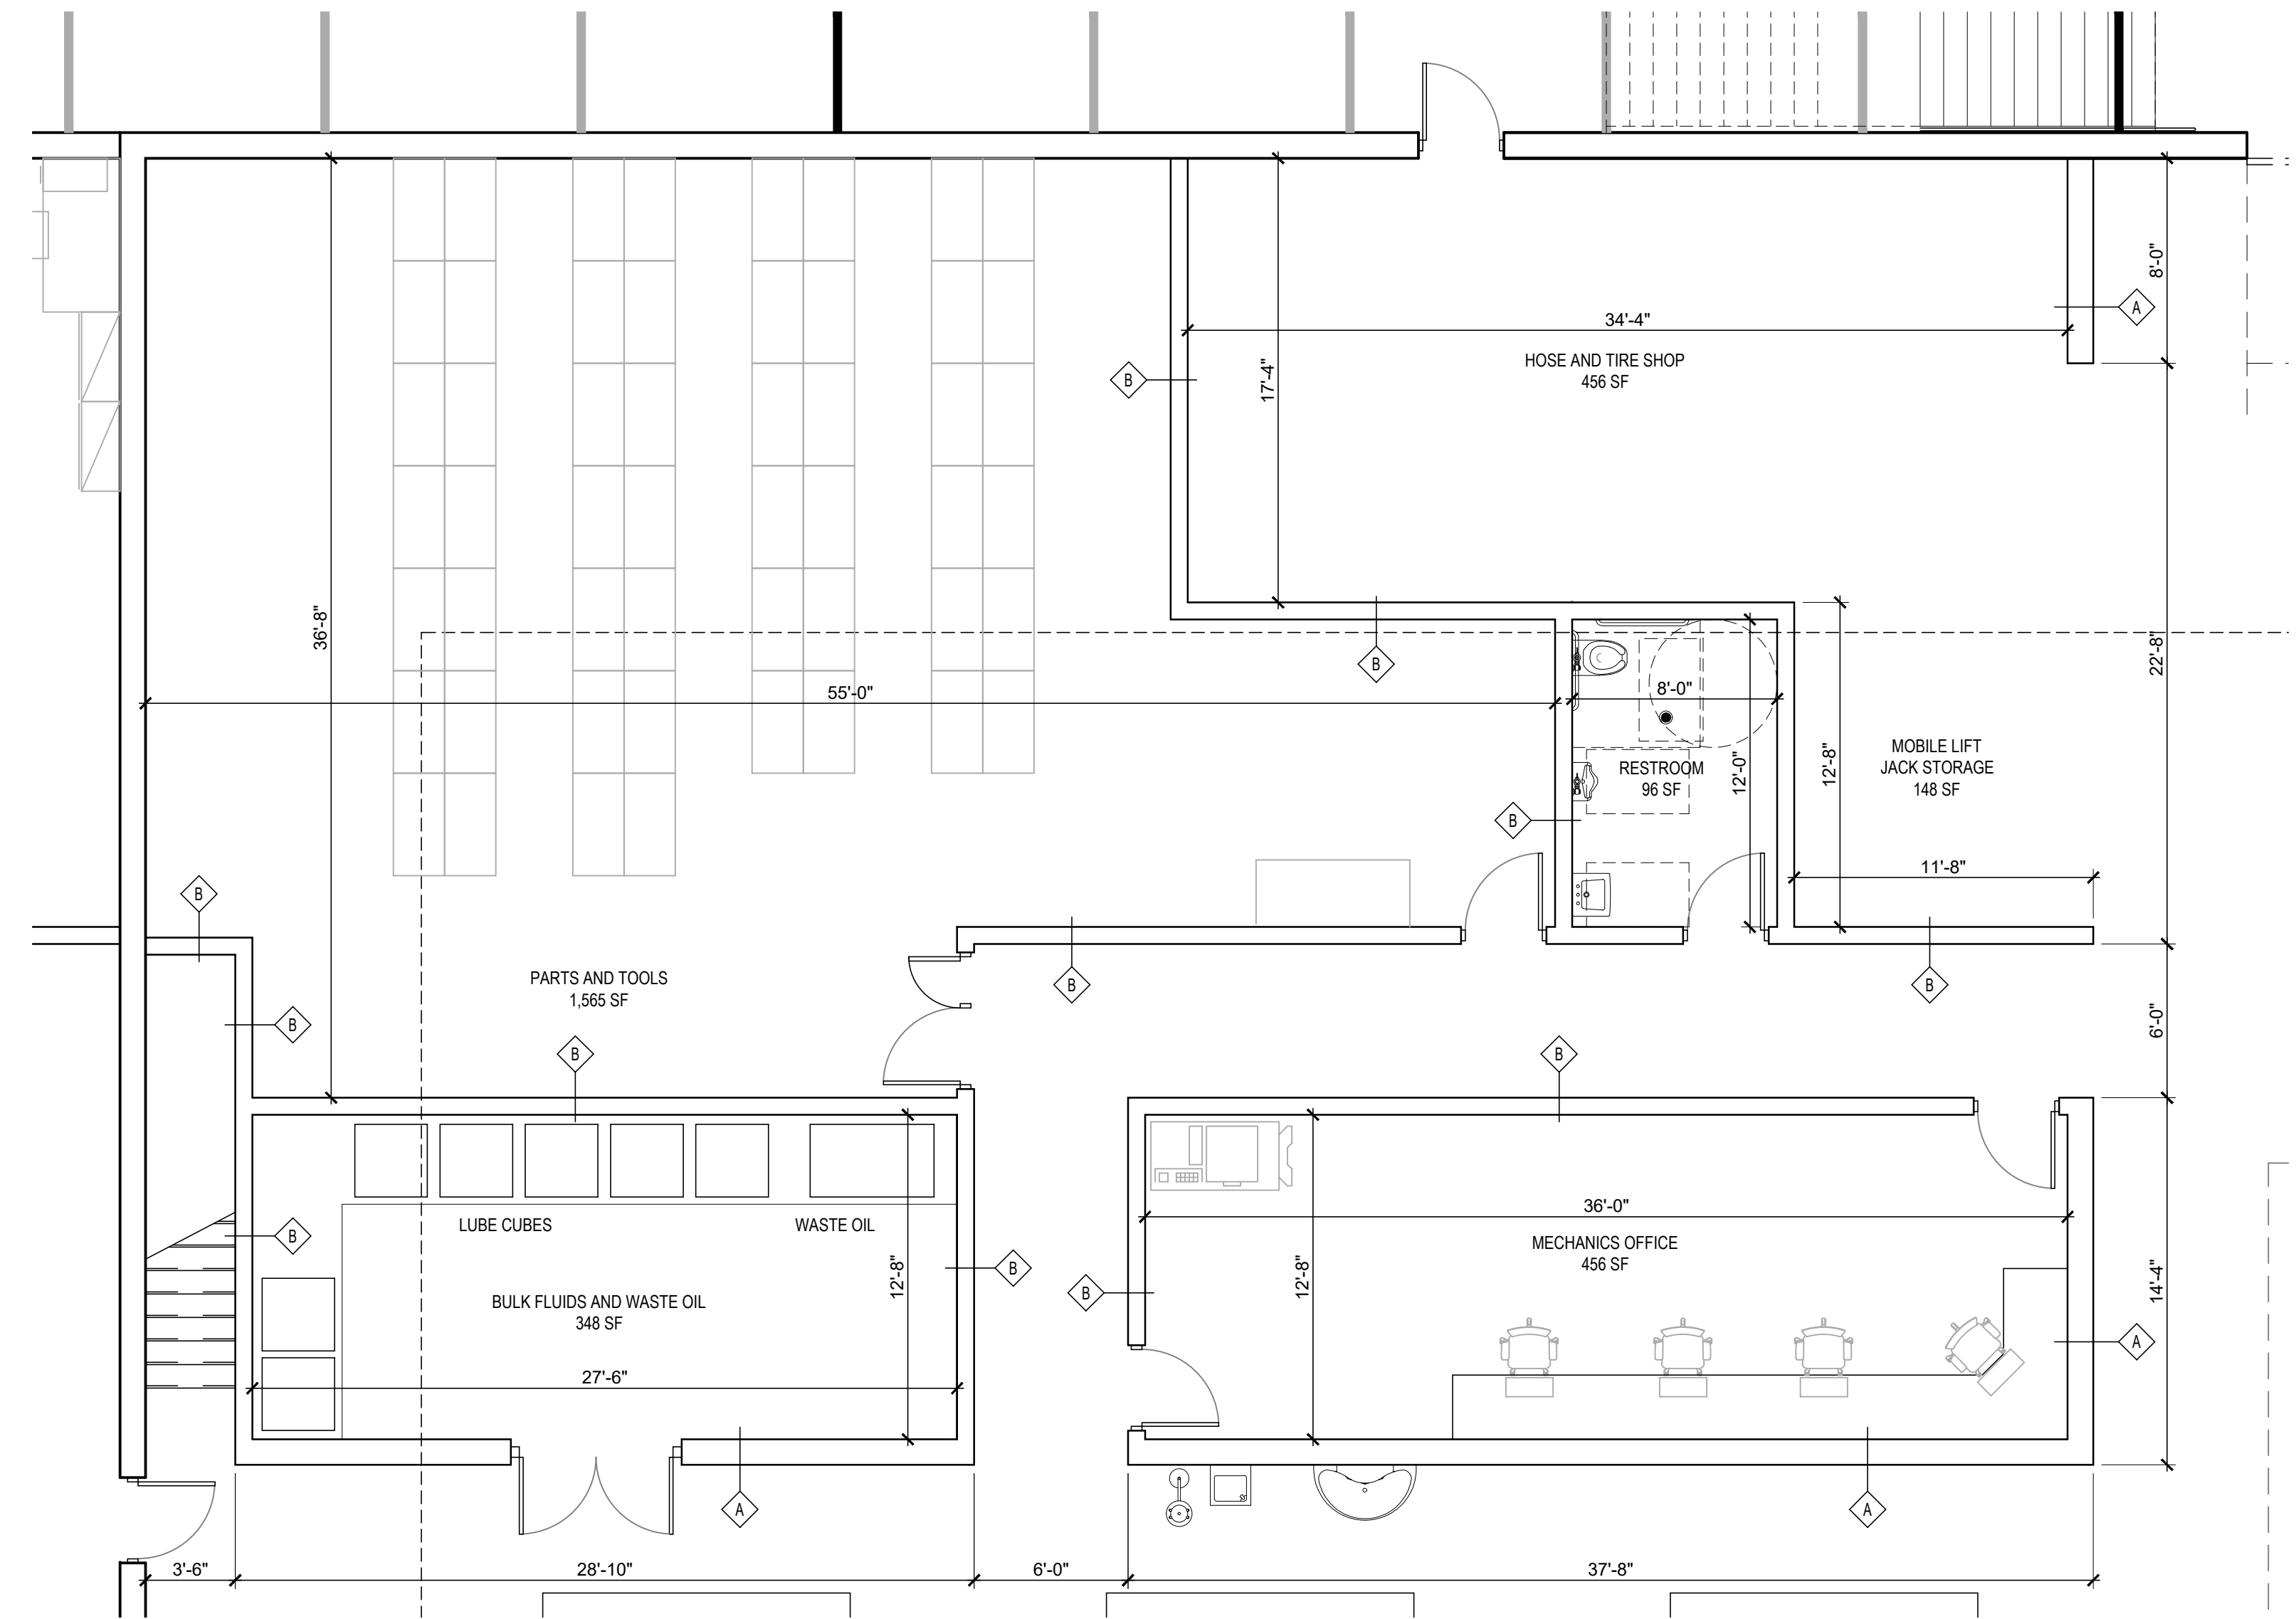 8'-0"
A
34'-4"
HOSE AND TIRE SHOP
456 SF
B
17'-4"
36'-8"
B
22'-8"
55'-0"
8'-0"
MOBILE LIFT
JACK STORAGE
148 SF
RESTROOM
96 SF
12'-0"
12'-8"
B
11'-8"
B
PARTS AND TOOLS
1,565 SF
B
B
B
6'-0"
B
B
36'-0"
LUBE CUBES
WASTE OIL
B
MECHANICS OFFICE
456 SF
B
12'-8"
B
12'-8"
14'-4"
BULK FLUIDS AND WASTE OIL
348 SF
A
27'-6"
A
A
3'-6"
28'-10"
6'-0"
37'-8"